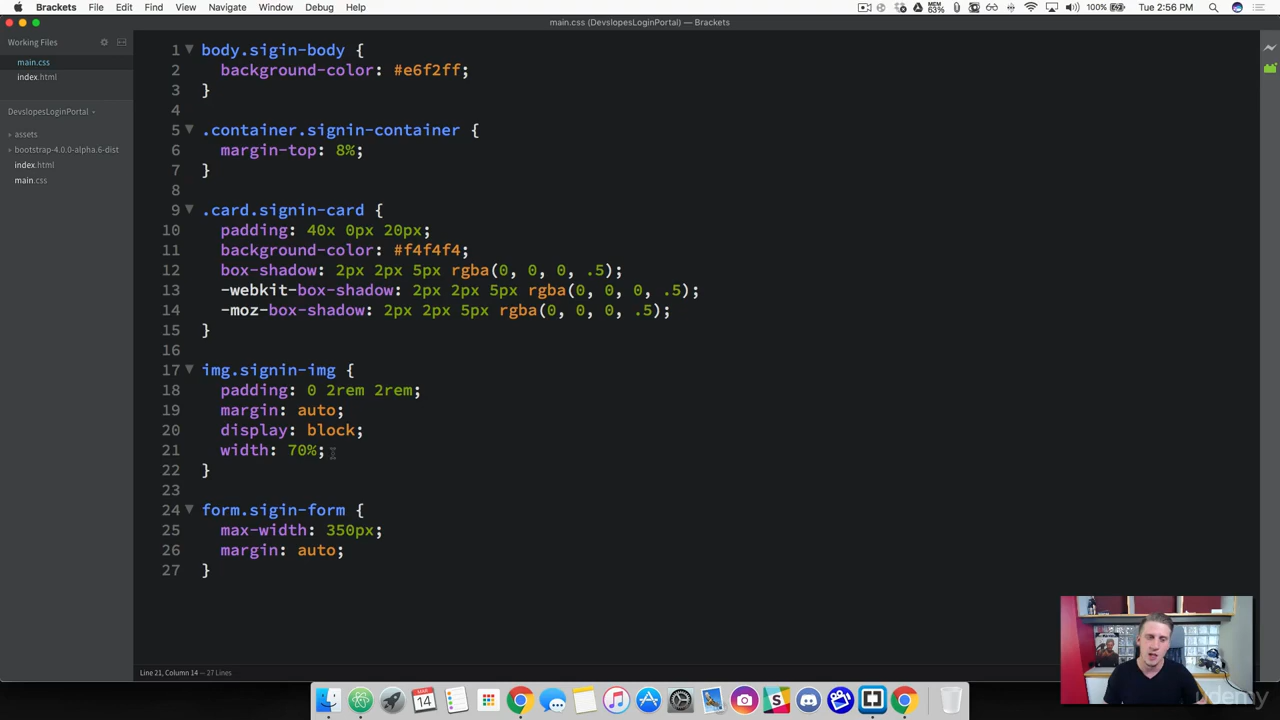 Brackets File Edit Find View Navigate Window Debug Help MEM 63% 100% Tue 2:56 PM
main.css (DevslopesLoginPortal) — Brackets
Working Files
main.css
index.html
DevslopesLoginPortal
assets
bootstrap-4.0.0-alpha.6-dist
index.html
main.css
1 body.sigin-body {
2 background-color: #e6f2ff;
3 }
4
5 .container.signin-container {
6 margin-top: 8%;
7 }
8
9 .card.signin-card {
10 padding: 40x 0px 20px;
11 background-color: #f4f4f4;
12 box-shadow: 2px 2px 5px rgba(0, 0, 0, .5);
13 -webkit-box-shadow: 2px 2px 5px rgba(0, 0, 0, .5);
14 -moz-box-shadow: 2px 2px 5px rgba(0, 0, 0, .5);
15 }
16
17 img.signin-img {
18 padding: 0 2rem 2rem;
19 margin: auto;
20 display: block;
21 width: 70%;
22 }
23
24 form.sigin-form {
25 max-width: 350px;
26 margin: auto;
27 }
Line 21, Column 14 — 27 Lines
MAR 14
udemy